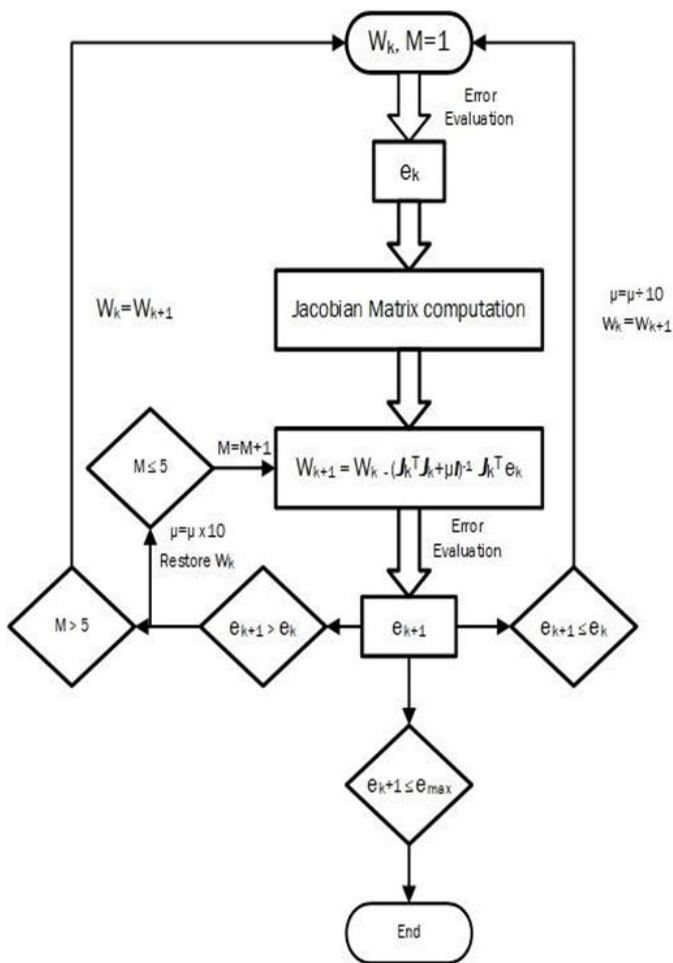 Wk, M=1
Error
Evaluation
ek
Wk=Wk+1
Jacobian Matrix computation
μ=μ÷10
Wk=Wk+1
M≤5
M=M+1
Wk+1 = Wk -(JkᵀJk+μI)⁻¹ Jkᵀek
μ=μx10
Restore Wk
Error
Evaluation
M>5
ek+1>ek
ek+1
ek+1≤ek
ek+1≤emax
End